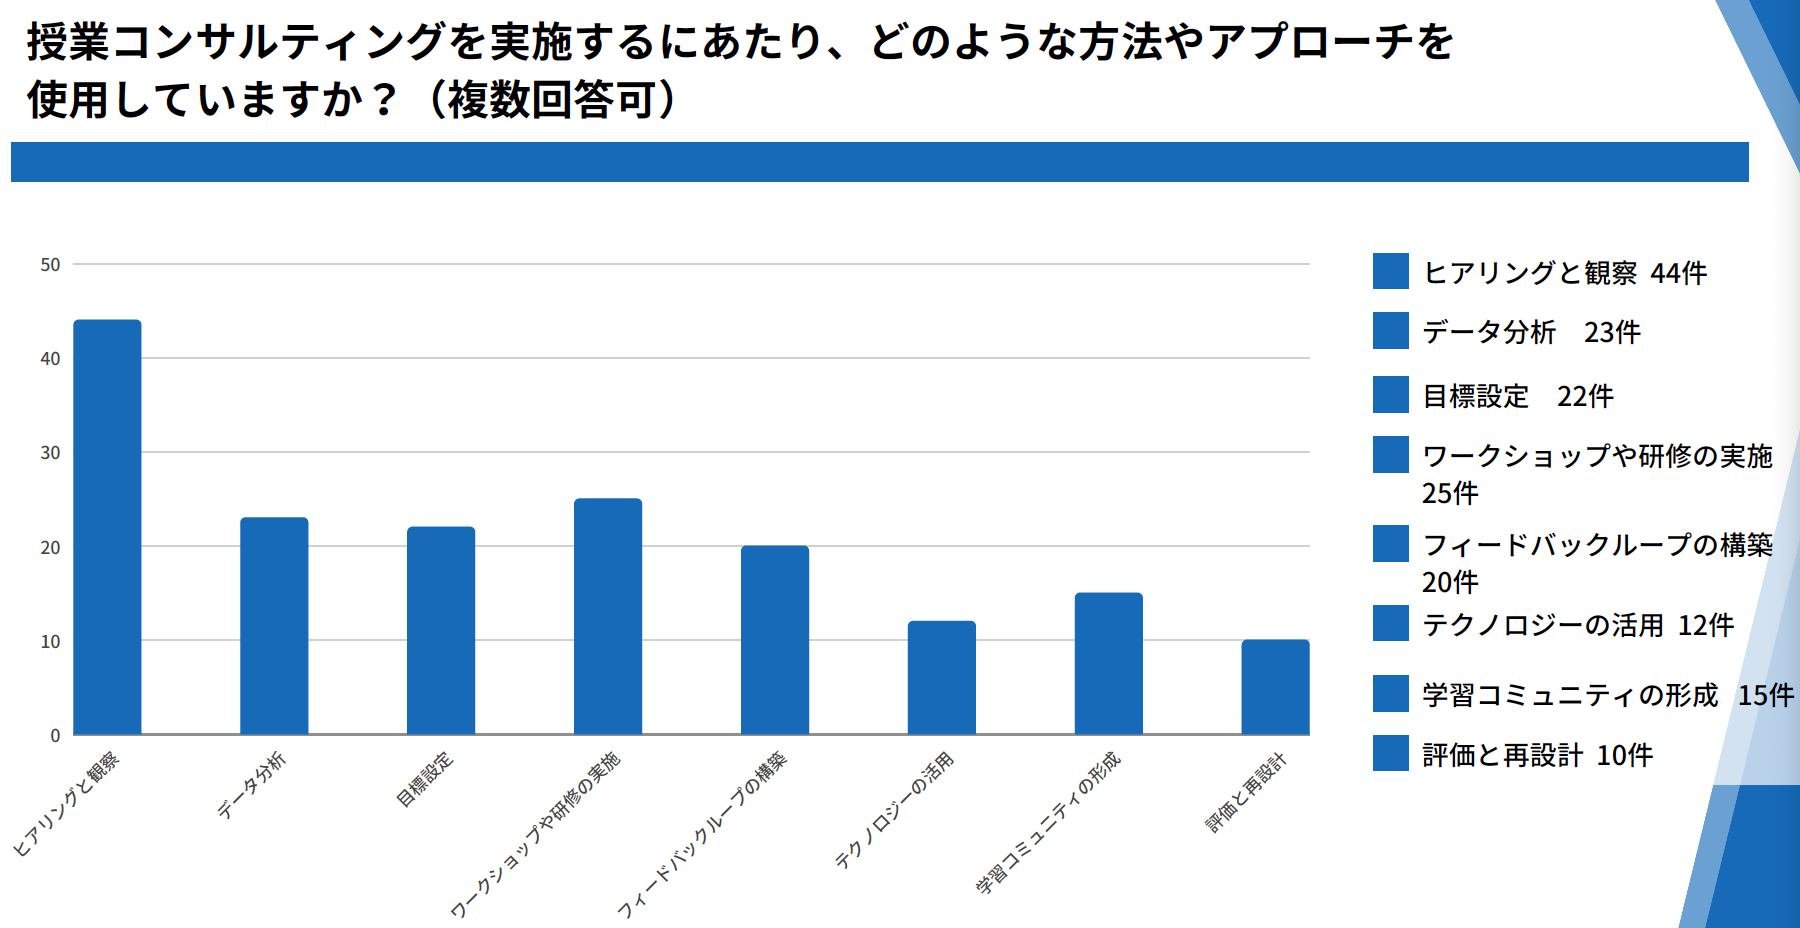 授業コンサルティングを実施するにあたり、どのような方法やアプローチを
使用していますか？（複数回答可）
50
40
30
20
10
0
ヒアリングと観察
データ分析
目標設定
ワークショップや研修の実施
フィードバックループの構築
テクノロジーの活用
学習コミュニティの形成
評価と再設計
ヒアリングと観察 44件
データ分析　23件
目標設定　22件
ワークショップや研修の実施
25件
フィードバックループの構築
20件
テクノロジーの活用 12件
学習コミュニティの形成 15件
評価と再設計 10件